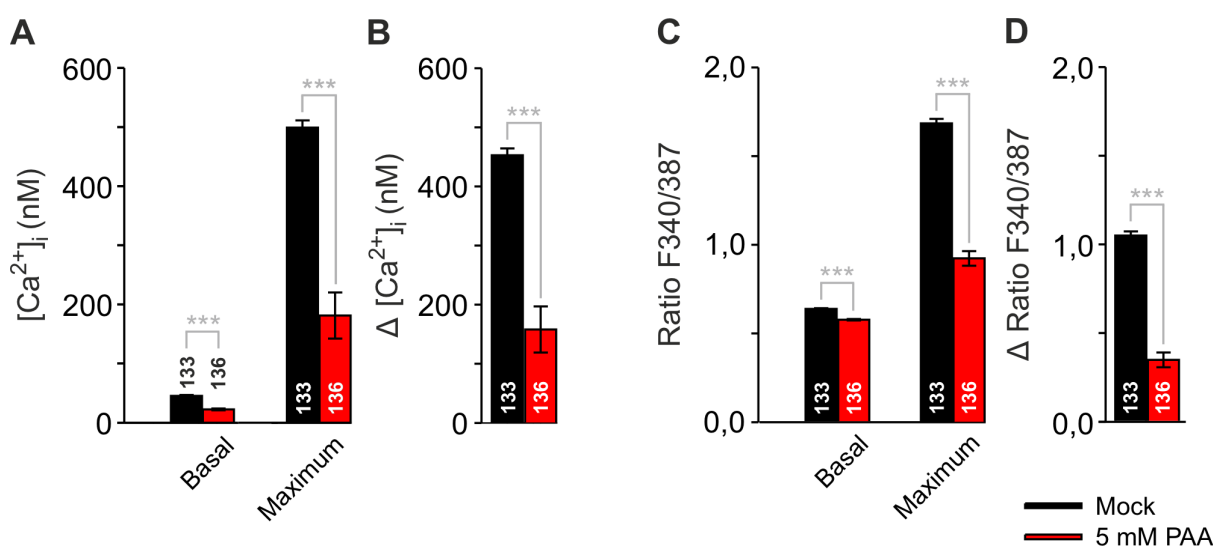 A
B
C
D
[Ca2+]i (nM)
600
400
200
0
***
133
136
***
133
136
Basal
Maximum
Δ [Ca2+]i (nM)
600
400
200
0
***
133
136
Ratio F340/387
2,0
1,0
0,0
***
133
136
***
133
136
Basal
Maximum
Δ Ratio F340/387
2,0
1,0
0,0
***
133
136
Mock
5 mM PAA